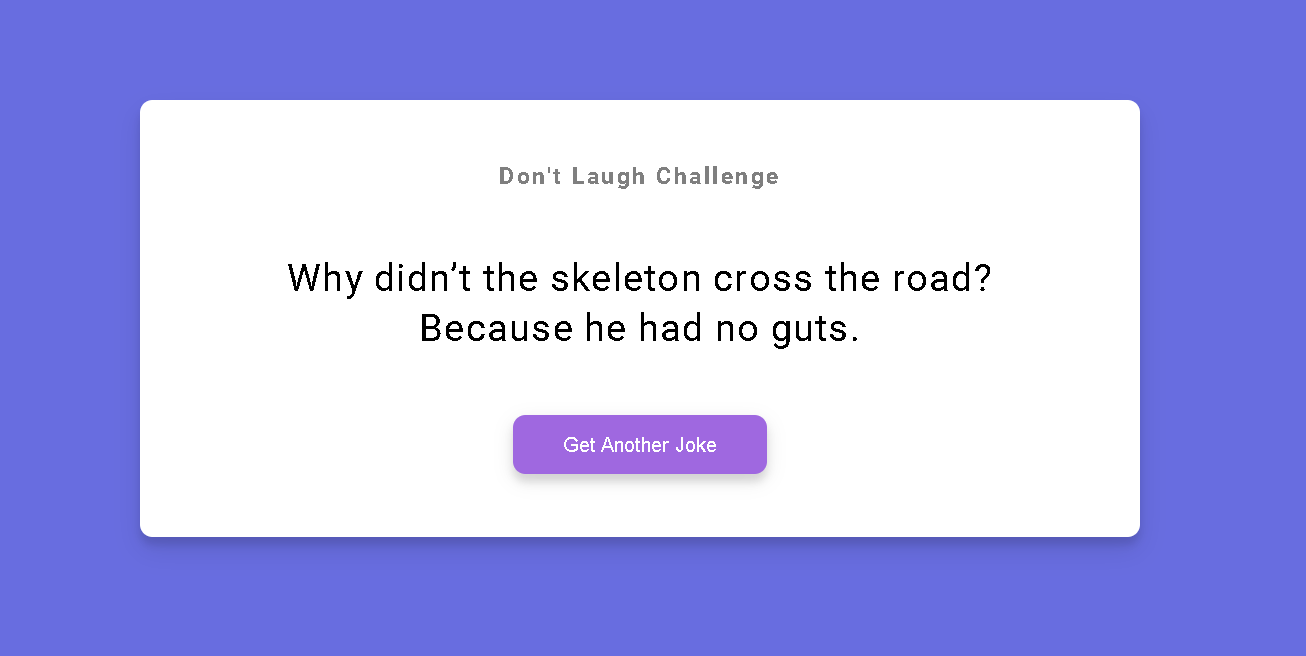 Don't Laugh Challenge
Why didn’t the skeleton cross the road?
Because he had no guts.
Get Another Joke